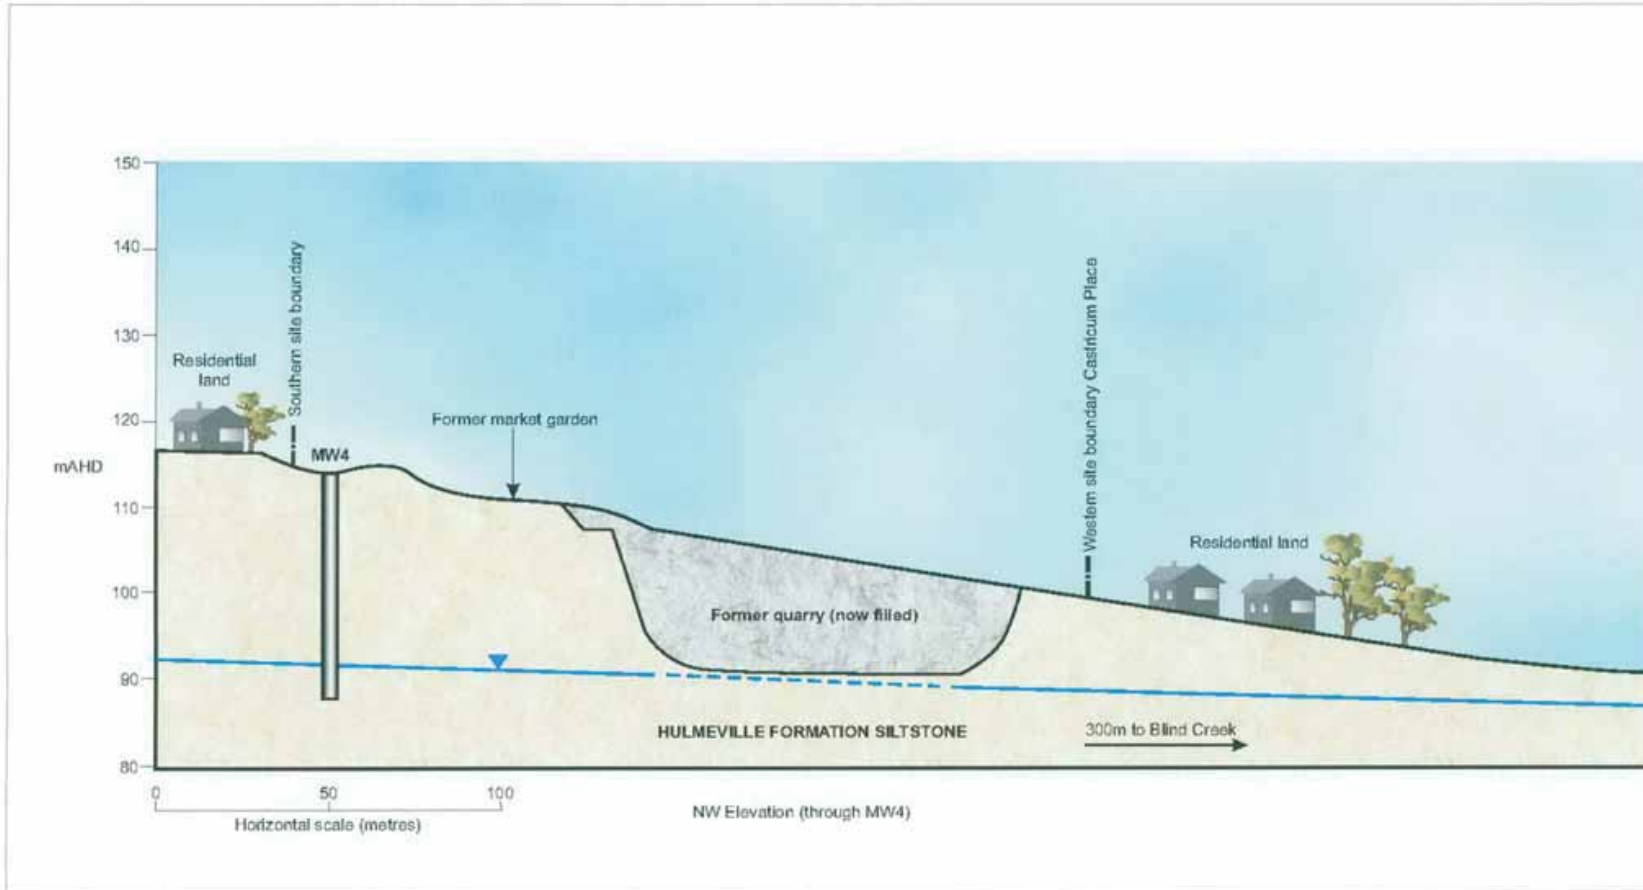 150
140
130
120
mAHD
110
100
90
80
Residential
land
Southern site boundary
MW4
Former market garden
Former quarry (now filled)
Western site boundary Castricum Place
Residential land
HULMEVILLE FORMATION SILTSTONE
300m to Blind Creek
0 50 100
Horizontal scale (metres)
NW Elevation (through MW4)